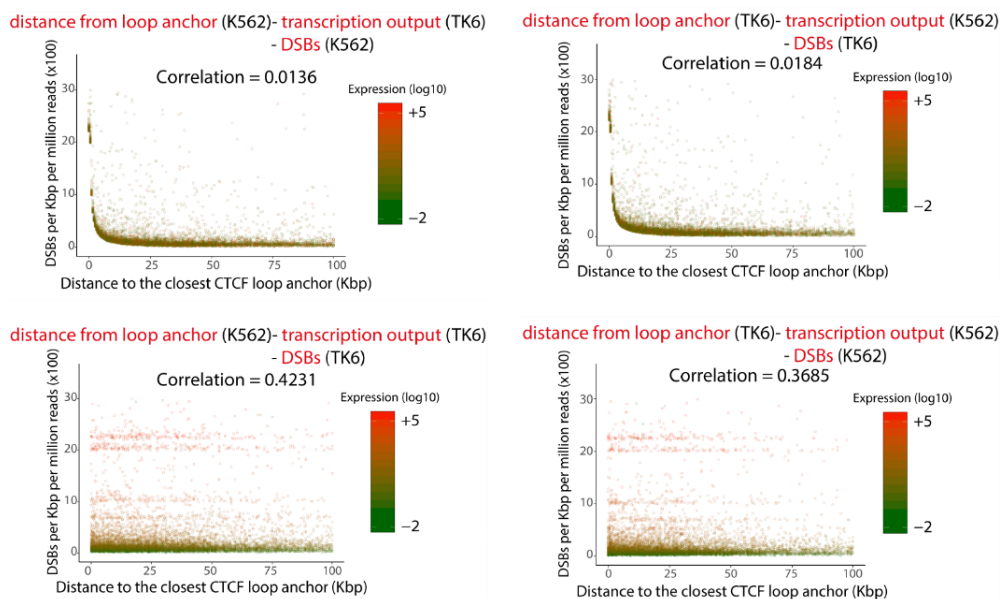 distance from loop anchor (K562)- transcription output (TK6)
- DSBs (K562)
Correlation = 0.0136
Expression (log10)
+5
−2
DSBs per Kbp per million reads (x100)
30
20
10
0
0 25 50 75 100
Distance to the closest CTCF loop anchor (Kbp)
distance from loop anchor (TK6)- transcription output (K562)
- DSBs (TK6)
Correlation = 0.0184
Expression (log10)
+5
−2
DSBs per Kbp per million reads (x100)
30
20
10
0
0 25 50 75 100
Distance to the closest CTCF loop anchor (Kbp)
distance from loop anchor (K562)- transcription output (TK6)
- DSBs (TK6)
Correlation = 0.4231
Expression (log10)
+5
−2
DSBs per Kbp per million reads (x100)
30
20
10
0
0 25 50 75 100
Distance to the closest CTCF loop anchor (Kbp)
distance from loop anchor (TK6)- transcription output (K562)
- DSBs (K562)
Correlation = 0.3685
Expression (log10)
+5
−2
DSBs per Kbp per million reads (x100)
30
20
10
0
0 25 50 75 100
Distance to the closest CTCF loop anchor (Kbp)